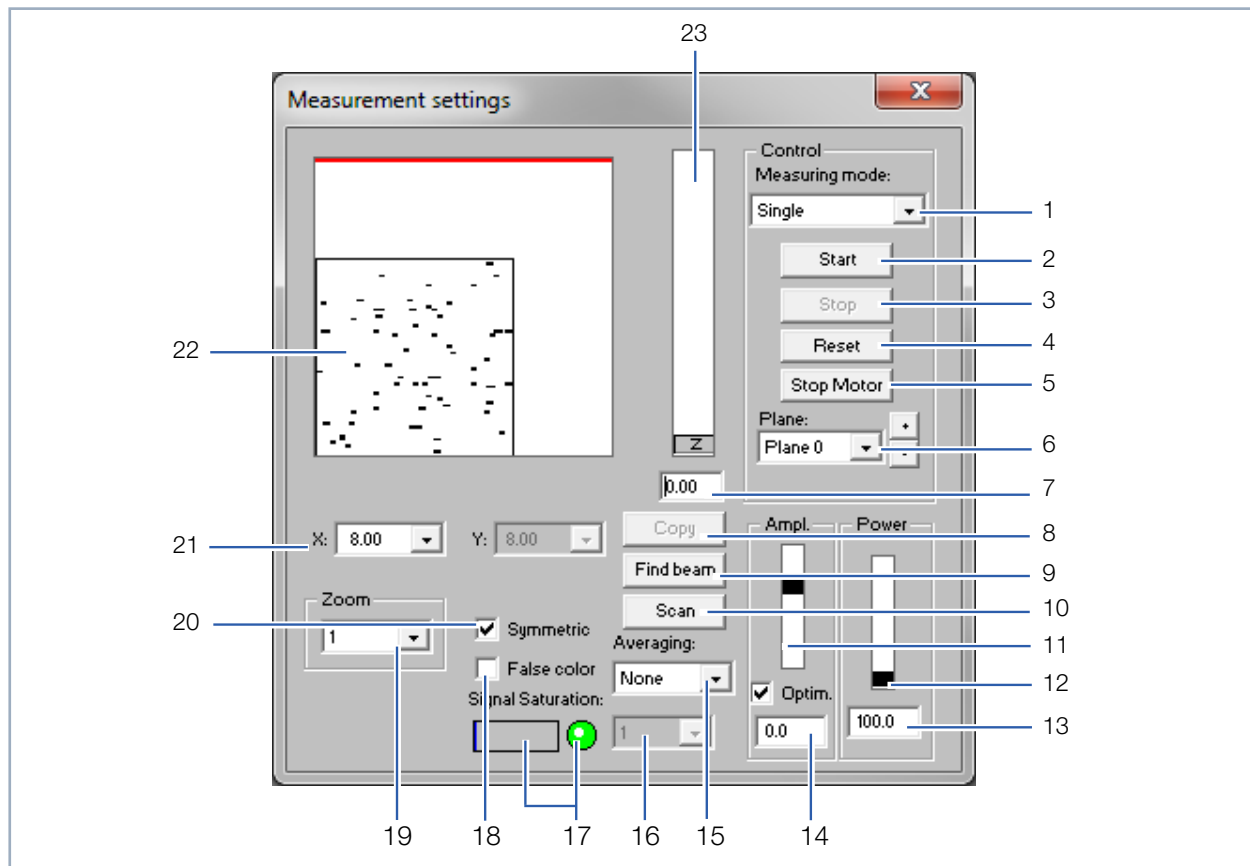 23
Measurement settings
Control
Measuring mode:
Single
1
Start
2
Stop
3
Reset
4
22
Stop Motor
5
Plane:
+
Plane 0
-
6
Z
0.00
7
Copy
8
Ampl.
Power
21
X:
8.00
Y:
8.00
Find beam
9
Scan
10
Zoom
20
1
Symmetric
Averaging:
11
False color
None
12
Signal Saturation:
Optim.
1
0.0
100.0
13
19
18
17
16
15
14